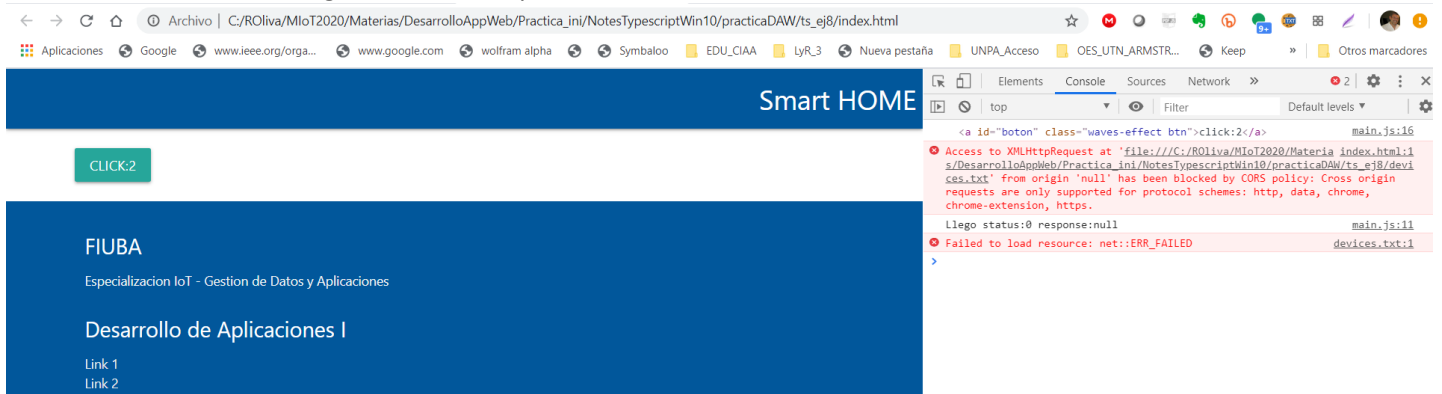 Archivo | C:/ROliva/MIoT2020/Materias/DesarrolloAppWeb/Practica_ini/NotesTypescriptWin10/practicaDAW/ts_ej8/index.html
Aplicaciones Google www.ieee.org/orga... www.google.com wolfram alpha Symbaloo EDU_CIAA LyR_3 Nueva pestaña UNPA_Acceso OES_UTN_ARMSTR... Keep » Otros marcadores
Smart HOME
CLICK:2
FIUBA
Especializacion IoT - Gestion de Datos y Aplicaciones
Desarrollo de Aplicaciones I
Link 1
Link 2
Elements Console Sources Network » 2
top Filter Default levels
<a id="boton" class="waves-effect btn">click:2</a> main.js:16
Access to XMLHttpRequest at 'file:///C:/ROliva/MIoT2020/Materia index.html:1
s/DesarrolloAppWeb/Practica_ini/NotesTypescriptWin10/practicaDAW/ts_ej8/devi
ces.txt' from origin 'null' has been blocked by CORS policy: Cross origin
requests are only supported for protocol schemes: http, data, chrome,
chrome-extension, https.
Llego status:0 response:null main.js:11
Failed to load resource: net::ERR_FAILED devices.txt:1